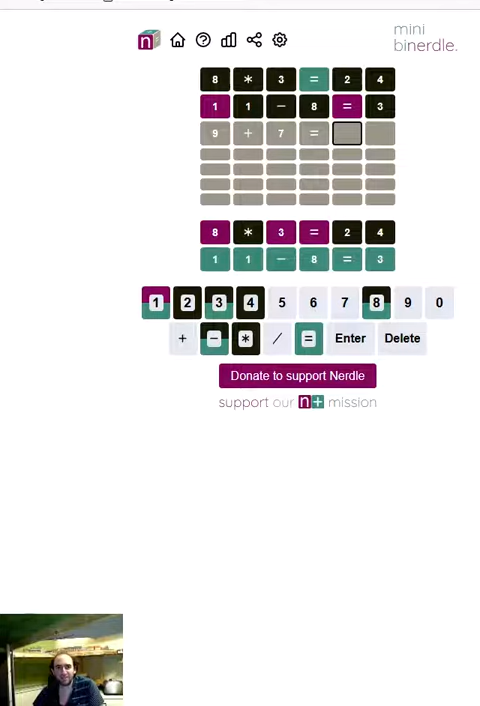 n
mini
binerdle.
8 * 3 = 2 4
1 1 − 8 = 3
9 + 7 =
8 * 3 = 2 4
1 1 − 8 = 3
1 2 3 4 5 6 7 8 9 0
+ − * / = Enter Delete
Donate to support Nerdle
support our n+ mission